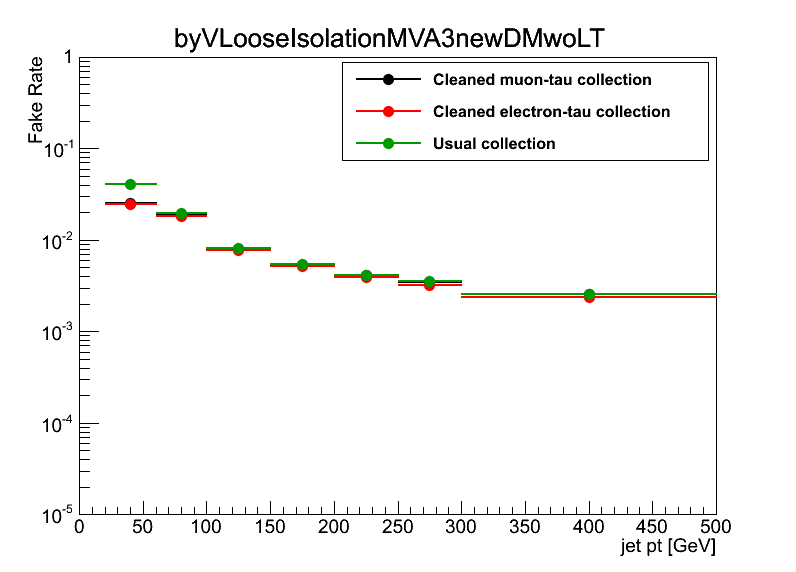 byVLooseIsolationMVA3newDMwoLT
Fake Rate
1
10-1
10-2
10-3
10-4
10-5
Cleaned muon-tau collection
Cleaned electron-tau collection
Usual collection
0 50 100 150 200 250 300 350 400 450 500
jet pt [GeV]